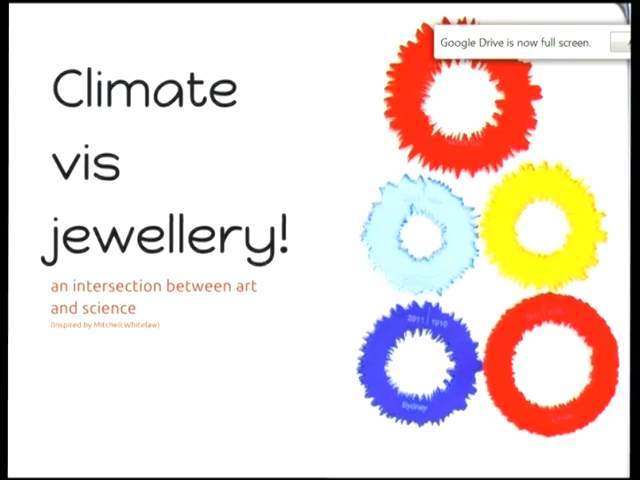 Google Drive is now full screen.
Climate
vis
jewellery!
an intersection between art
and science
(Inspired by Mitchell Whitelaw)
2011 1910
Sydney